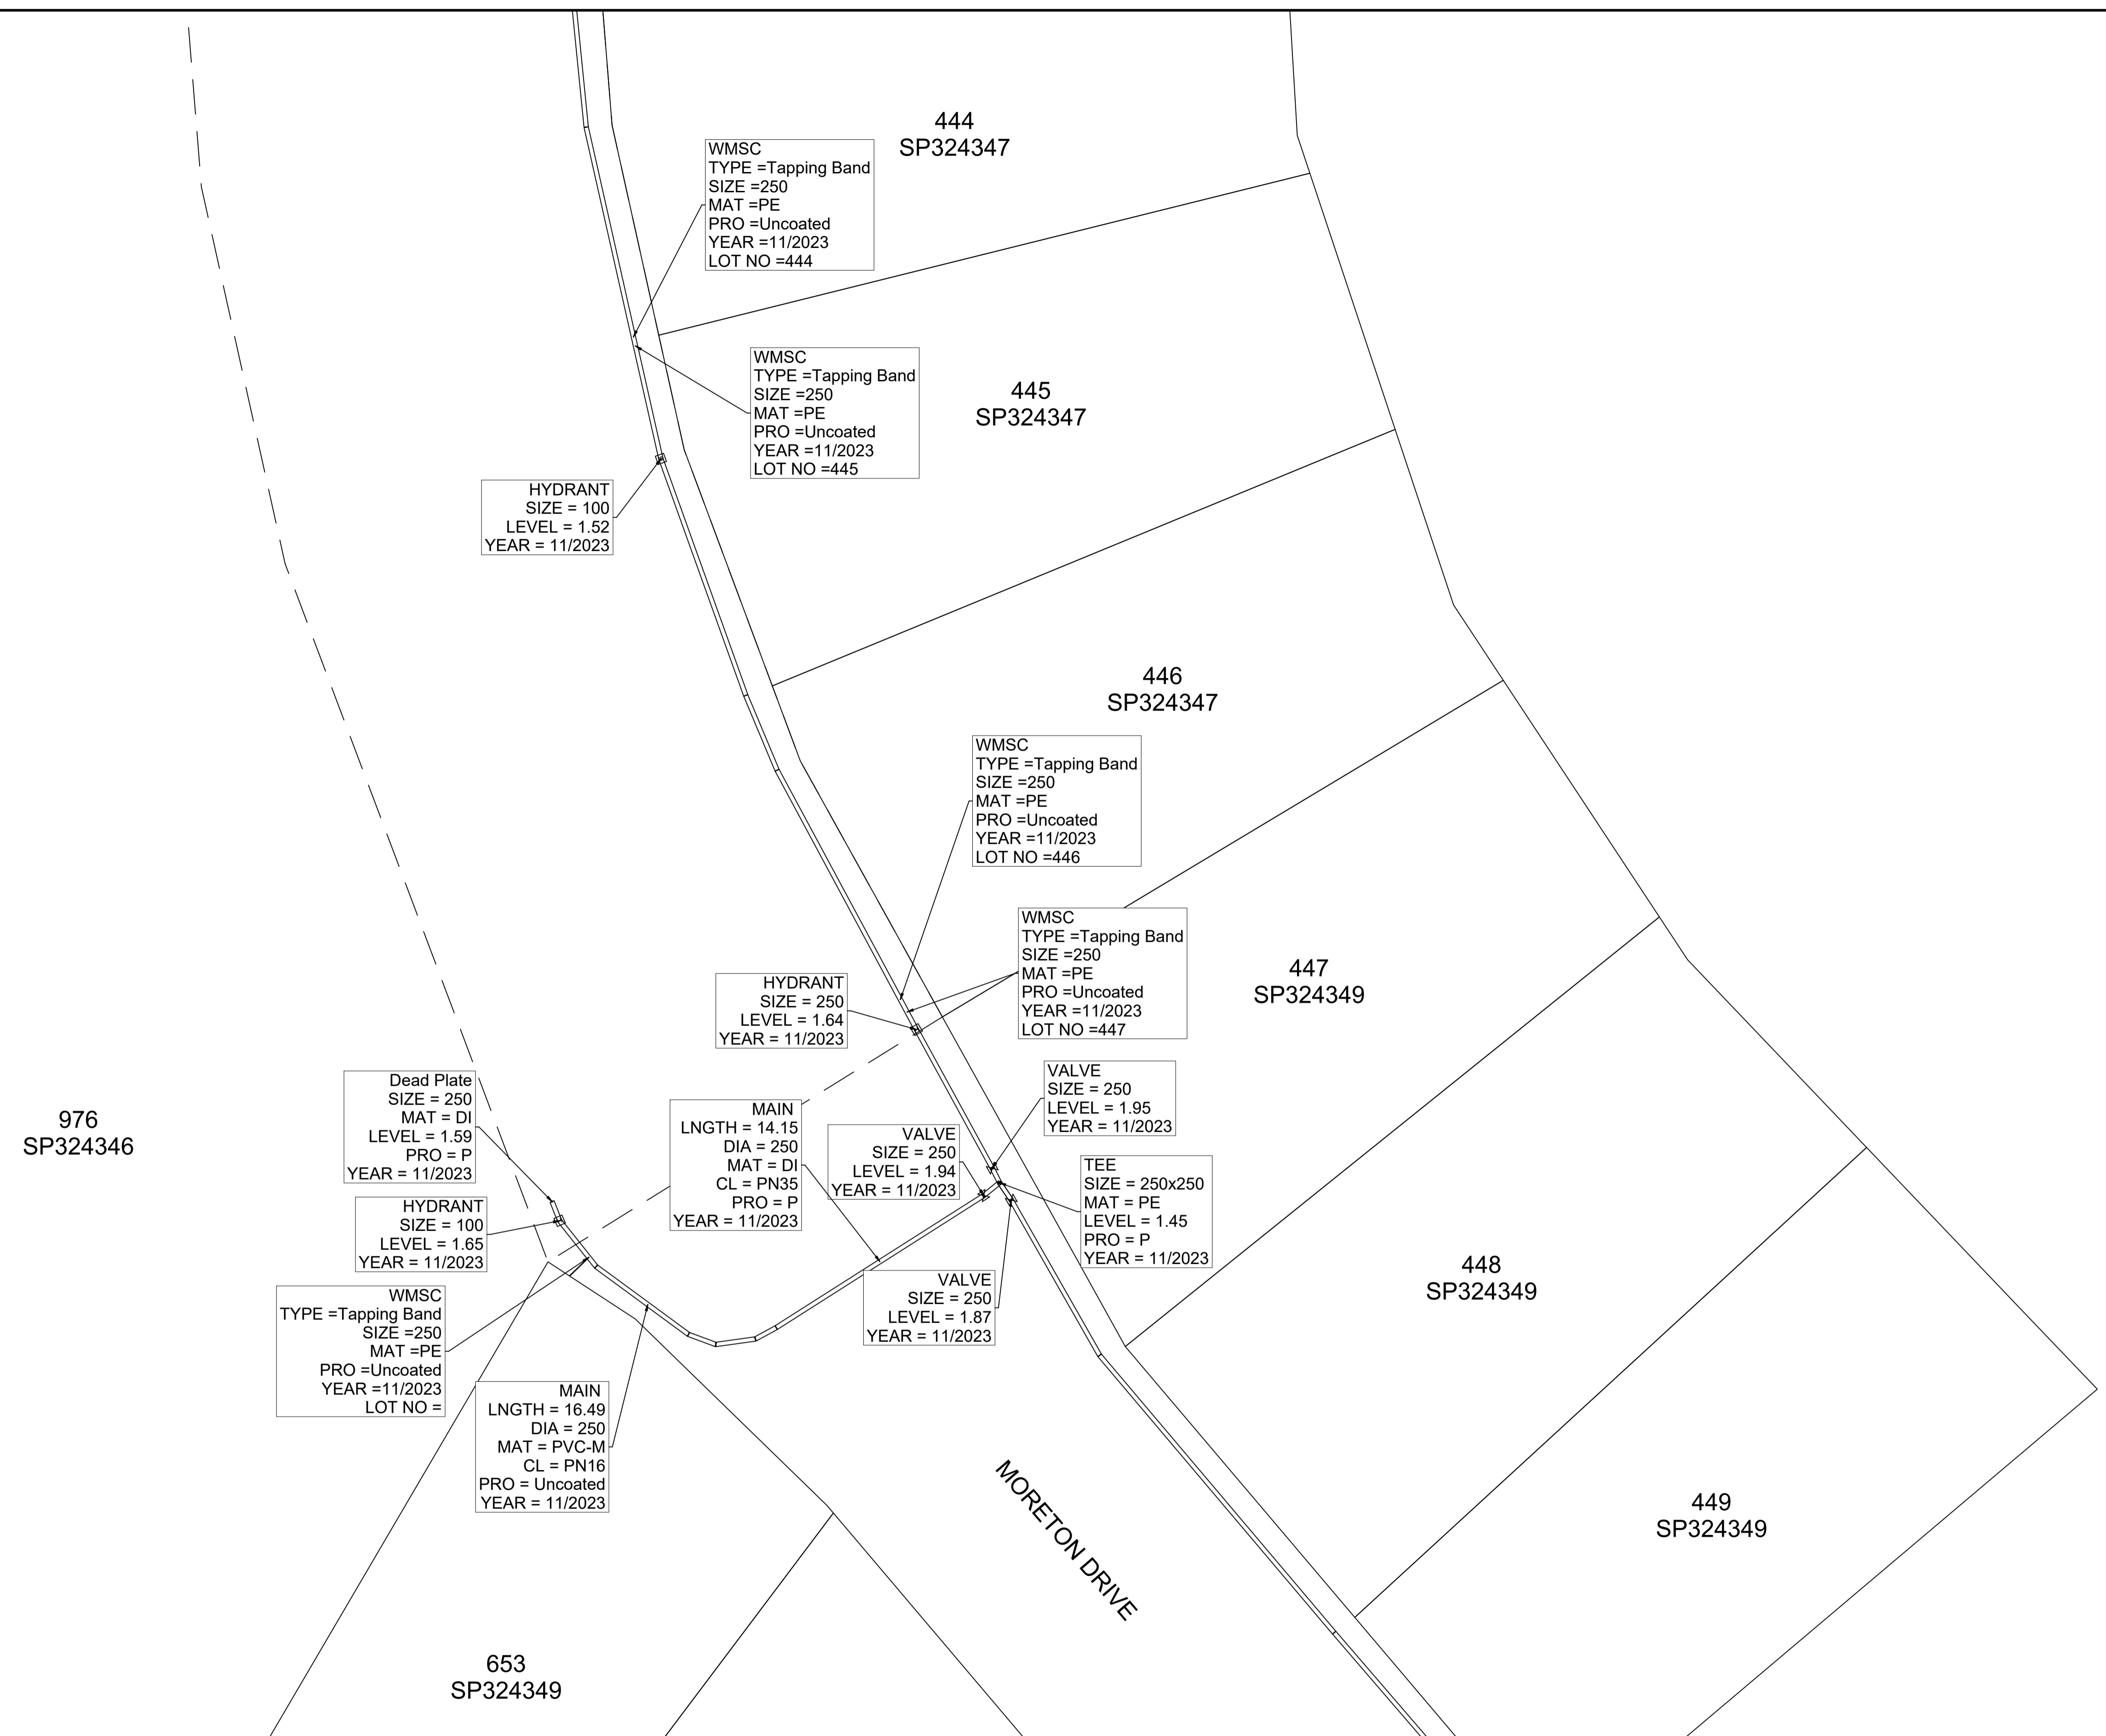 444
SP324347
WMSC
TYPE =Tapping Band
SIZE =250
MAT =PE
PRO =Uncoated
YEAR =11/2023
LOT NO =444
WMSC
TYPE =Tapping Band
SIZE =250
MAT =PE
PRO =Uncoated
YEAR =11/2023
LOT NO =445
445
SP324347
HYDRANT
SIZE = 100
LEVEL = 1.52
YEAR = 11/2023
446
SP324347
WMSC
TYPE =Tapping Band
SIZE =250
MAT =PE
PRO =Uncoated
YEAR =11/2023
LOT NO =446
WMSC
TYPE =Tapping Band
SIZE =250
MAT =PE
PRO =Uncoated
YEAR =11/2023
LOT NO =447
447
SP324349
HYDRANT
SIZE = 250
LEVEL = 1.64
YEAR = 11/2023
VALVE
SIZE = 250
LEVEL = 1.95
YEAR = 11/2023
Dead Plate
SIZE = 250
MAT = DI
LEVEL = 1.59
PRO = P
YEAR = 11/2023
976
SP324346
MAIN
LNGTH = 14.15
DIA = 250
MAT = DI
CL = PN35
PRO = P
YEAR = 11/2023
VALVE
SIZE = 250
LEVEL = 1.94
YEAR = 11/2023
TEE
SIZE = 250x250
MAT = PE
LEVEL = 1.45
PRO = P
YEAR = 11/2023
HYDRANT
SIZE = 100
LEVEL = 1.65
YEAR = 11/2023
448
SP324349
VALVE
SIZE = 250
LEVEL = 1.87
YEAR = 11/2023
WMSC
TYPE =Tapping Band
SIZE =250
MAT =PE
PRO =Uncoated
YEAR =11/2023
LOT NO =
MAIN
LNGTH = 16.49
DIA = 250
MAT = PVC-M
CL = PN16
PRO = Uncoated
YEAR = 11/2023
MORETON DRIVE
449
SP324349
653
SP324349